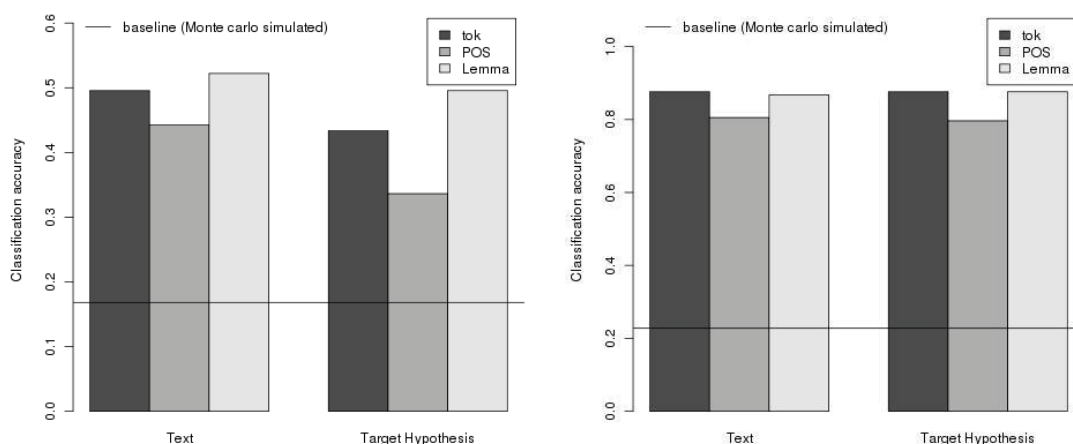 baseline (Monte carlo simulated)
tok
POS
Lemma
Classification accuracy
0.6
0.5
0.4
0.3
0.2
0.1
0.0
Text
Target Hypothesis
baseline (Monte carlo simulated)
tok
POS
Lemma
Classification accuracy
1.0
0.8
0.6
0.4
0.2
0.0
Text
Target Hypothesis